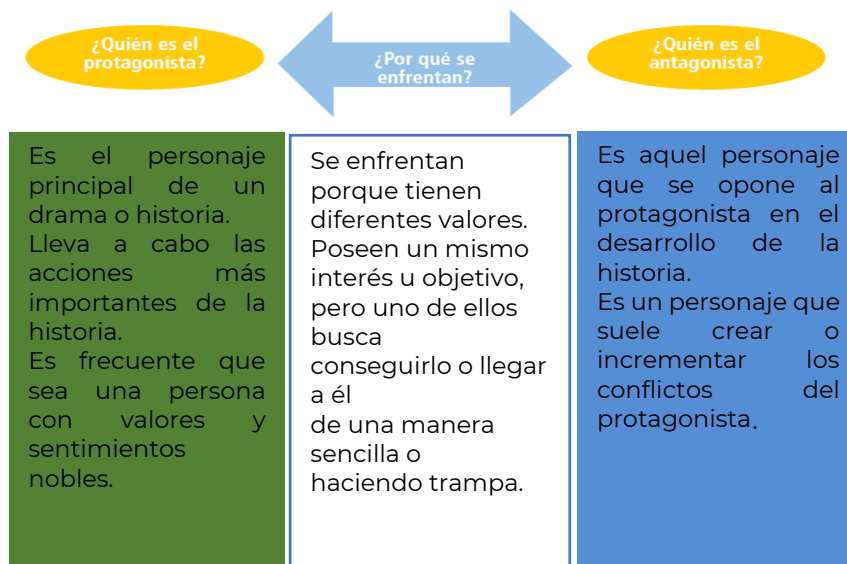 ¿Quién es el
protagonista?
¿Por qué se
enfrentan?
¿Quién es el
antagonista?
Es el personaje
principal de un
drama o historia.
Lleva a cabo las
acciones más
importantes de la
historia.
Es frecuente que
sea una persona
con valores y
sentimientos
nobles.
Se enfrentan
porque tienen
diferentes valores.
Poseen un mismo
interés u objetivo,
pero uno de ellos
busca
conseguirlo o llegar
a él
de una manera
sencilla o
haciendo trampa.
Es aquel personaje
que se opone al
protagonista en el
desarrollo de la
historia.
Es un personaje que
suele crear o
incrementar los
conflictos del
protagonista.